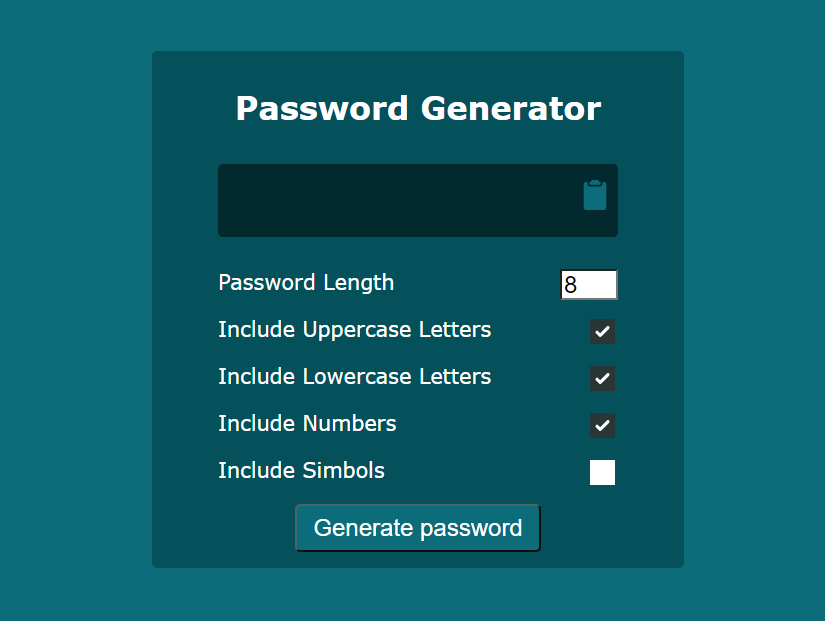 Password Generator
Password Length 8
Include Uppercase Letters
Include Lowercase Letters
Include Numbers
Include Simbols
Generate password